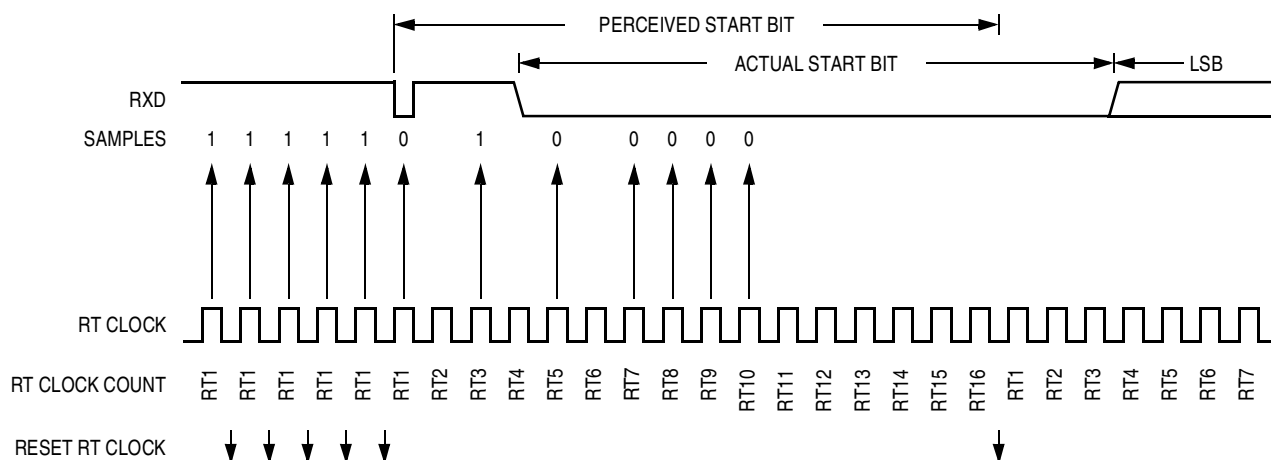 PERCEIVED START BIT
ACTUAL START BIT LSB
RXD
SAMPLES 1 1 1 1 1 0 1 0 0 0 0 0
RT CLOCK
RT CLOCK COUNT RT1 RT1 RT1 RT1 RT1 RT1 RT2 RT3 RT4 RT5 RT6 RT7 RT8 RT9 RT10 RT11 RT12 RT13 RT14 RT15 RT16 RT1 RT2 RT3 RT4 RT5 RT6 RT7
RESET RT CLOCK